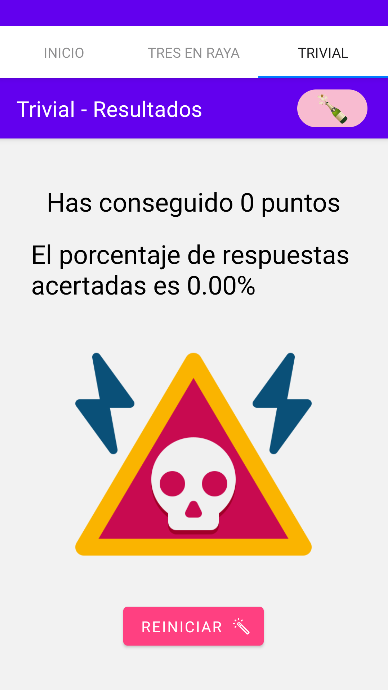 INICIO TRES EN RAYA TRIVIAL
Trivial - Resultados
Has conseguido 0 puntos
El porcentaje de respuestas
acertadas es 0.00%
REINICIAR